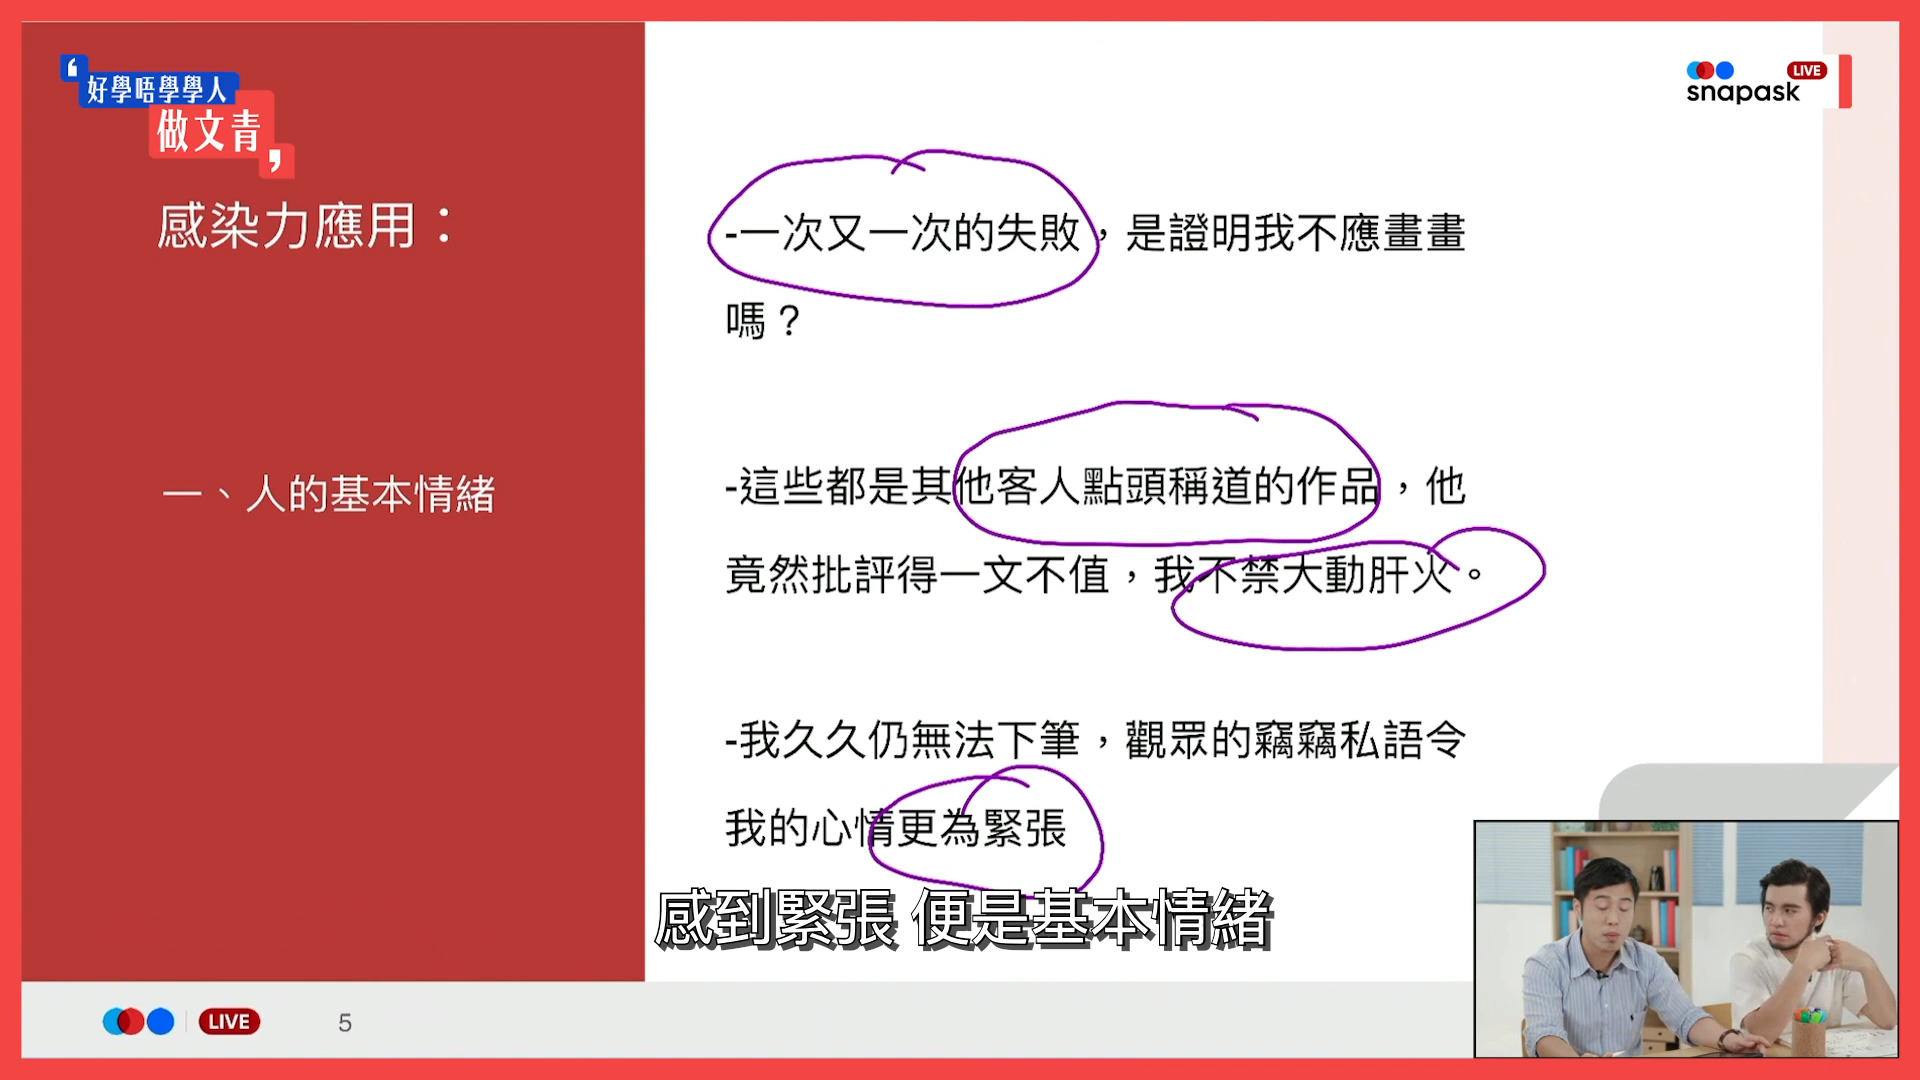 好學唔學學人
做文青
snapask LIVE
感染力應用：
一、人的基本情緒
-一次又一次的失敗，是證明我不應畫畫
嗎？
-這些都是其他客人點頭稱道的作品，他
竟然批評得一文不值，我不禁大動肝火。
-我久久仍無法下筆，觀眾的竊竊私語令
我的心情更為緊張
感到緊張 便是基本情緒
LIVE 5